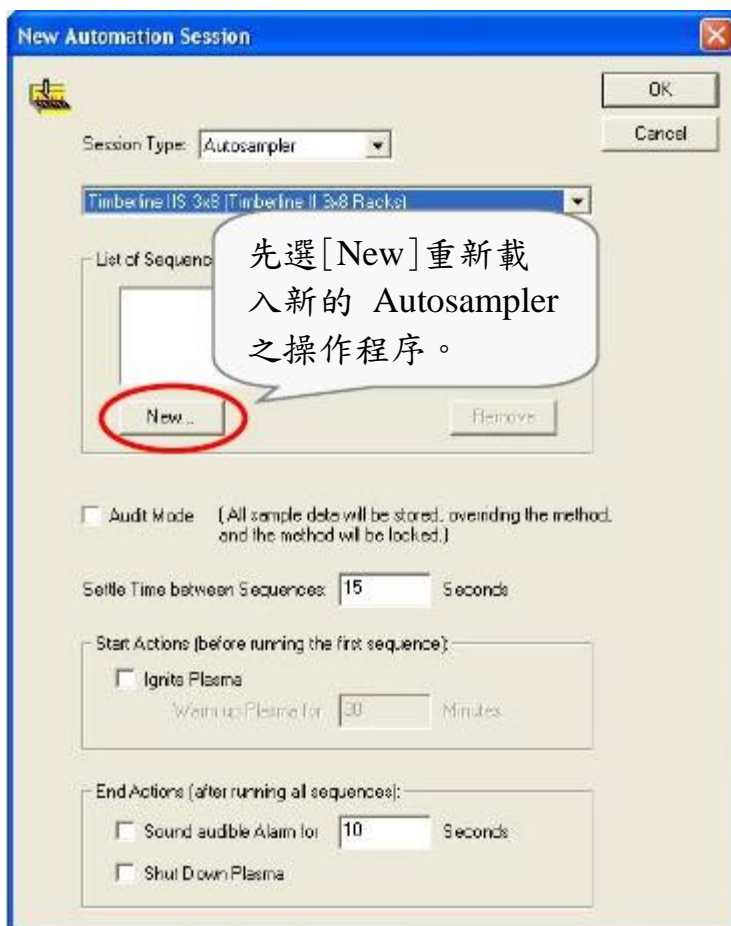 New Automation Session
OK
Cancel
Session Type: Autosampler
Timberline IIS 3x8 (Timberline II 3x8 Racks)
List of Sequenc
先選[New]重新載
入新的 Autosampler
之操作程序。
New...
Remove
Audit Mode (All sample data will be stored, overriding the method,
and the method will be locked.)
Settle Time between Sequences: 15 Seconds
Start Actions (before running the first sequence):
Ignite Plasma
Warm up Plasma for 30 Minutes
End Actions (after running all sequences):
Sound audible Alarm for 10 Seconds
Shut Down Plasma